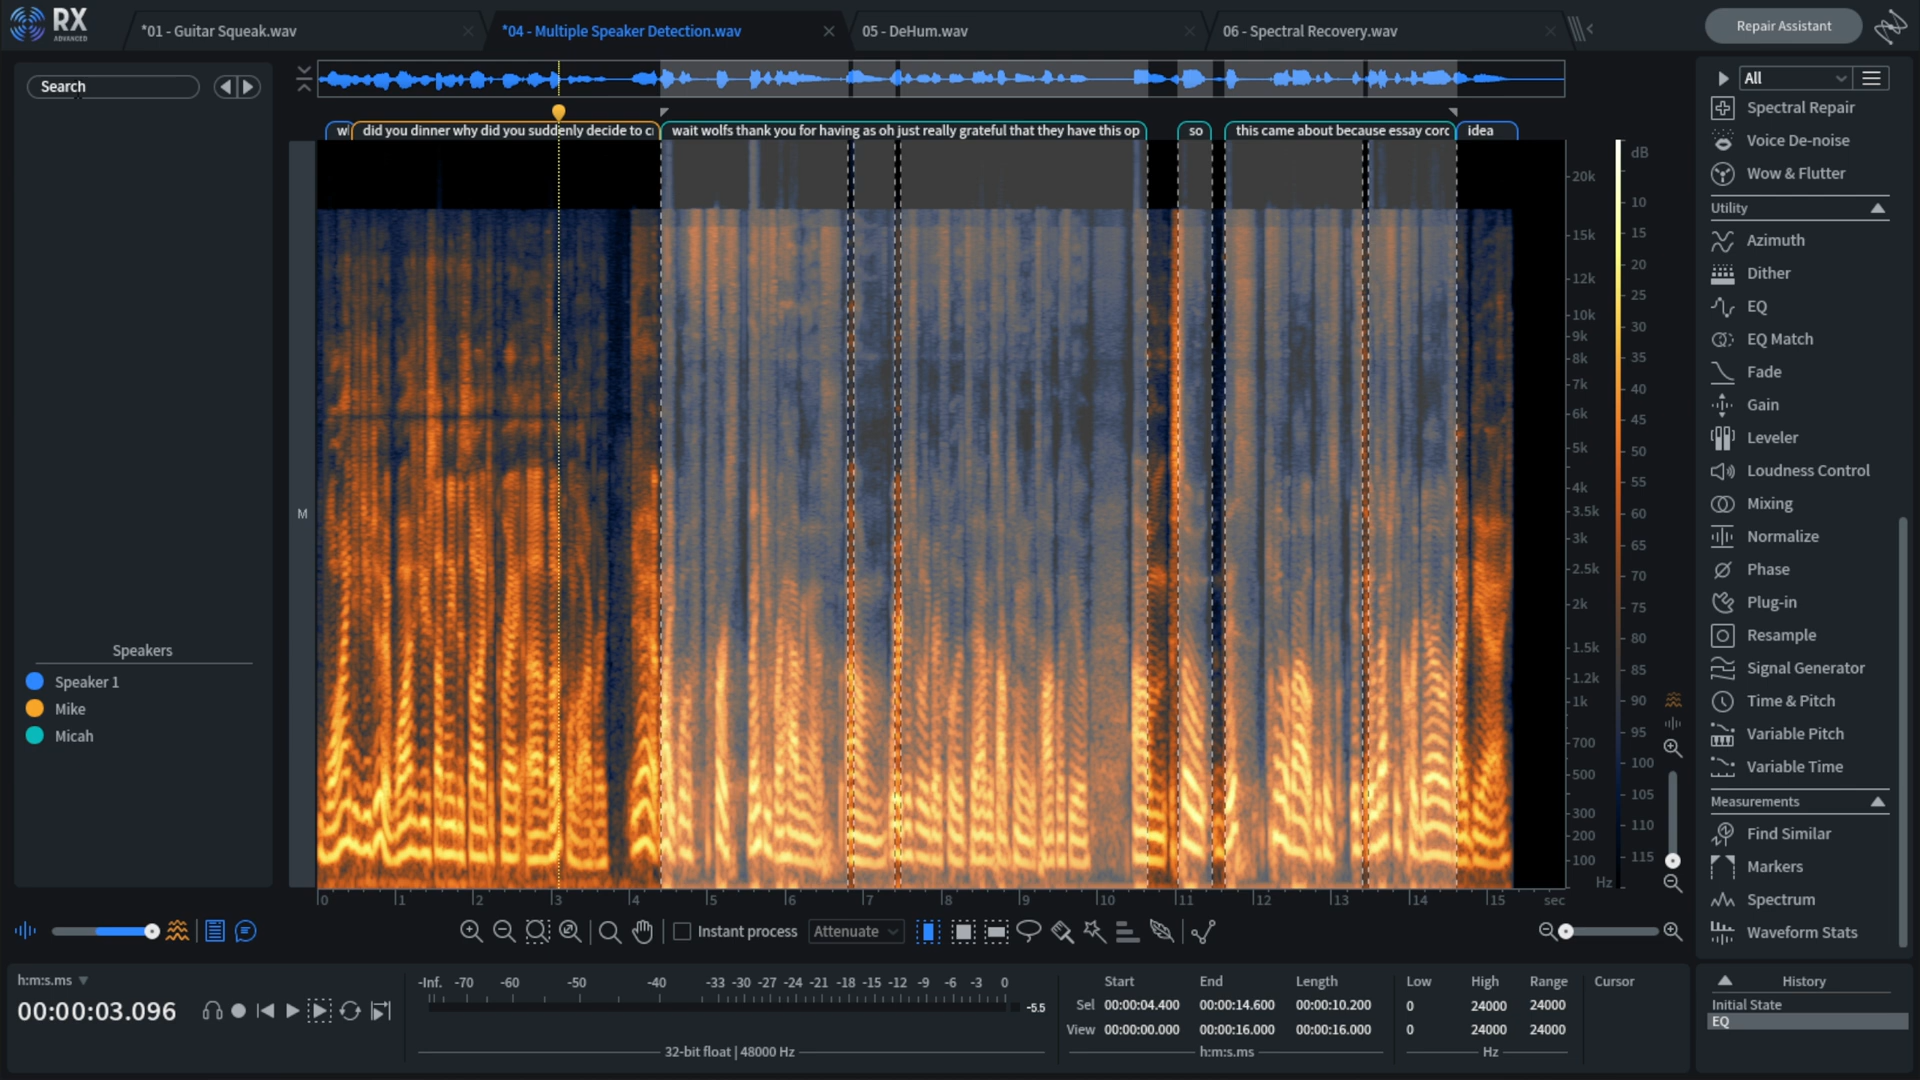 RX
ADVANCED
*01 - Guitar Squeak.wav
*04 - Multiple Speaker Detection.wav
05 - DeHum.wav
06 - Spectral Recovery.wav
Repair Assistant
Search
All
did you dinner why did you suddenly decide to
wait wolfs thank you for having as oh just really grateful that they have this op
so
this came about because essay corc
idea
Spectral Repair
Voice De-noise
Wow & Flutter
Utility
Azimuth
Dither
EQ
EQ Match
Fade
Gain
Leveler
Loudness Control
Mixing
Normalize
Phase
Plug-in
Resample
Signal Generator
Time & Pitch
Variable Pitch
Variable Time
Measurements
Find Similar
Markers
Spectrum
Waveform Stats
dB
10
15
20
25
30
35
40
45
50
55
60
65
70
75
80
85
90
95
100
105
110
115
20k
15k
12k
10k
9k
8k
7k
6k
5k
4k
3.5k
3k
2.5k
2k
1.5k
1.2k
1k
700
500
300
200
100
Hz
M
Speakers
Speaker 1
Mike
Micah
0 1 2 3 4 5 6 7 8 9 10 11 12 13 14 15 sec
Instant process
Attenuate
h:m:s.ms
00:00:03.096
-Inf. -70 -60 -50 -40 -33 -30 -27 -24 -21 -18 -15 -12 -9 -6 -3 0
-5.5
32-bit float | 48000 Hz
Start End Length Low High Range Cursor
Sel 00:00:04.400 00:00:14.600 00:00:10.200 0 24000 24000
View 00:00:00.000 00:00:16.000 00:00:16.000 0 24000 24000
h:m:s.ms Hz
History
Initial State
EQ